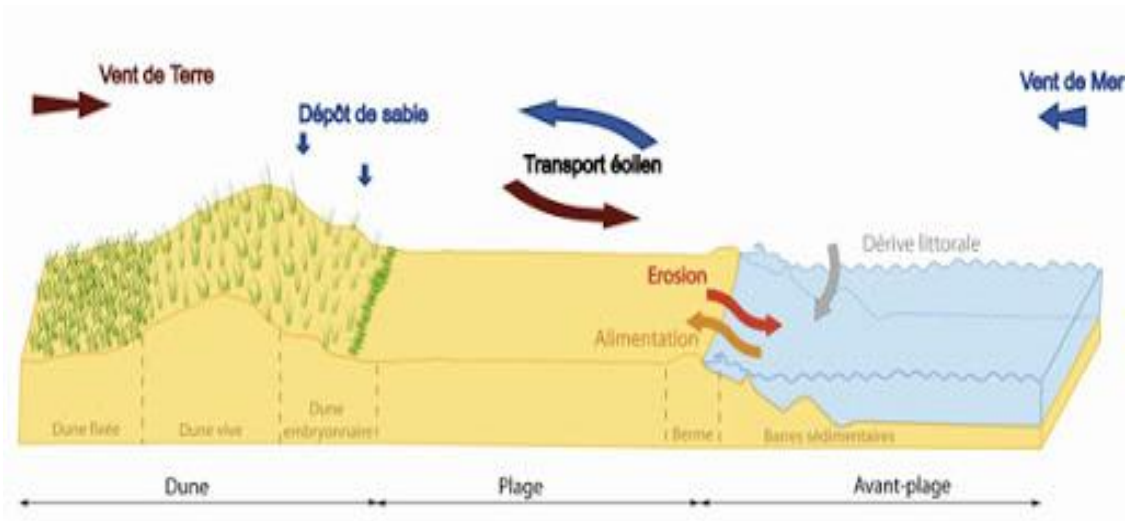 Vent de Terre
Vent de Mer
Dépôt de sable
Transport éolien
Dérive littorale
Erosion
Alimentation
Dune fixée
Dune vive
Dune
embryonnaire
Berme
Barres sédimentaires
Dune
Plage
Avant-plage